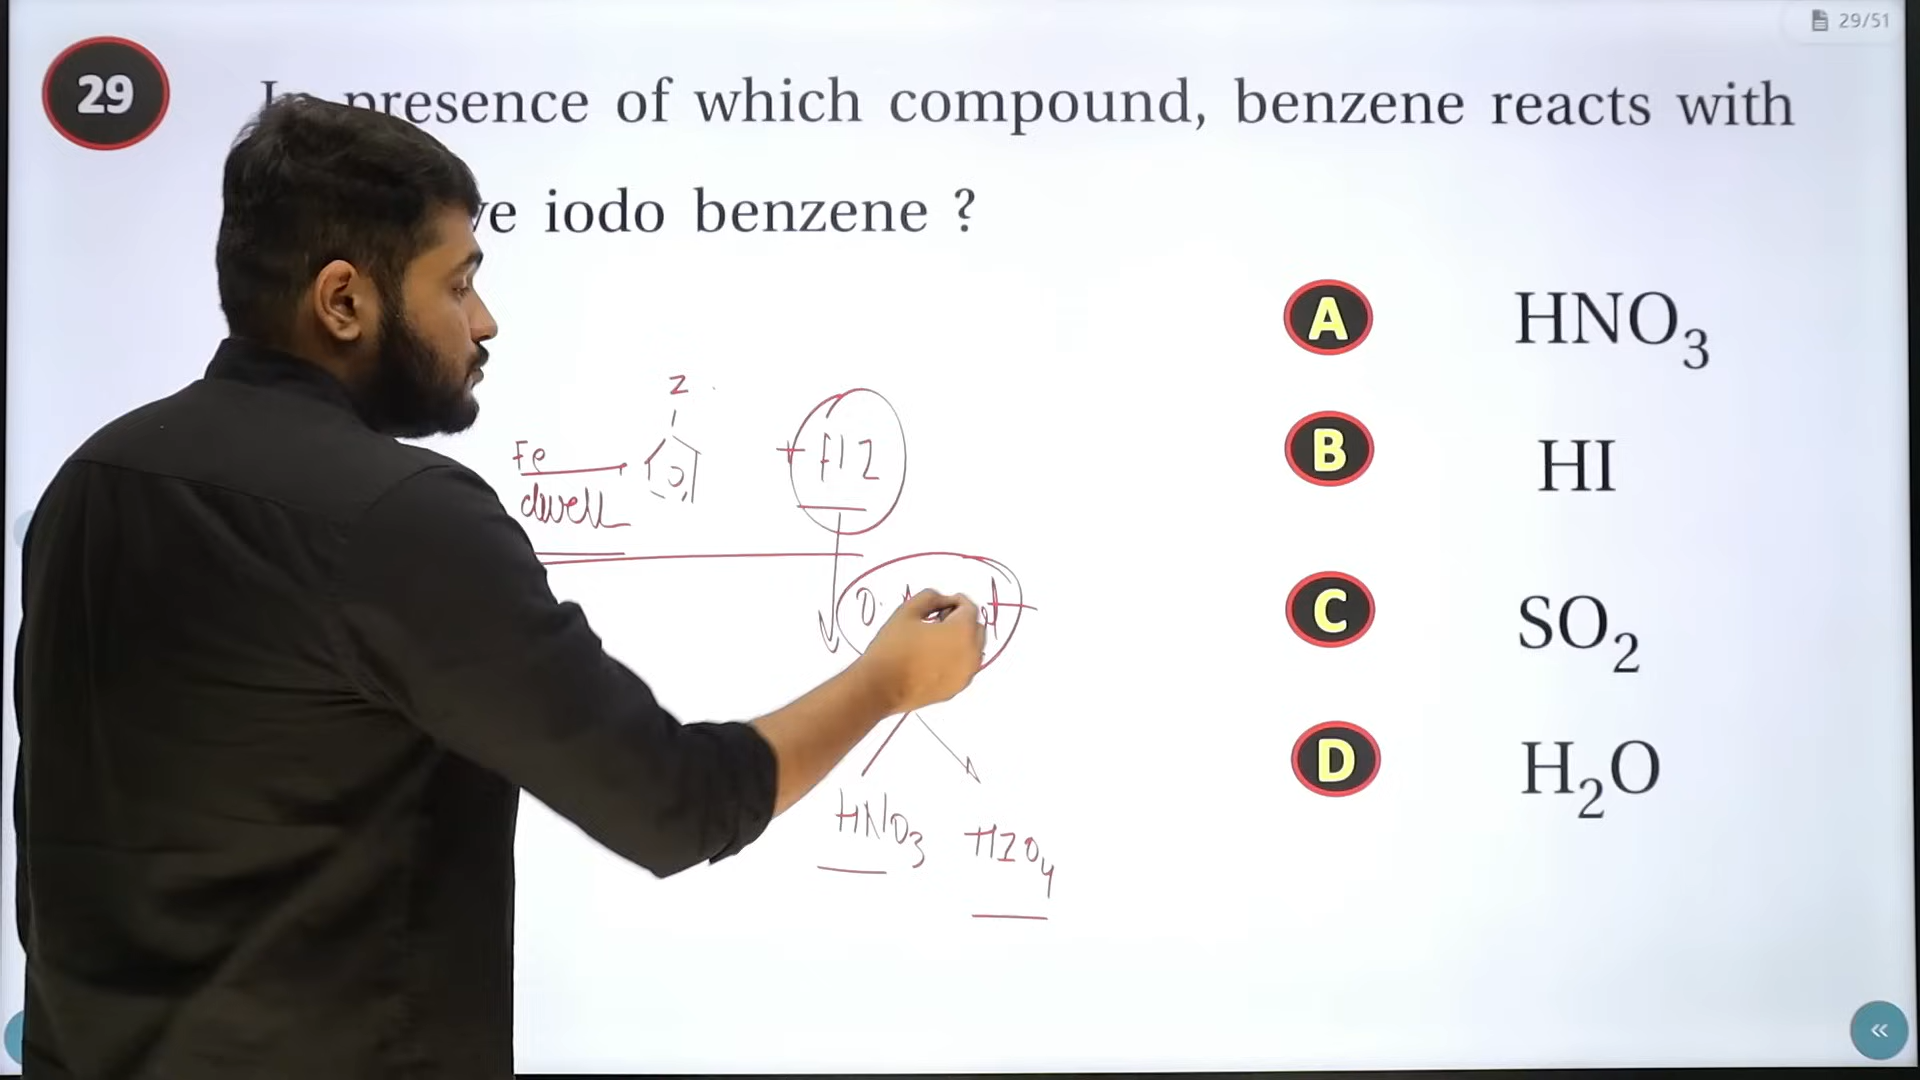 29/51
29 presence of which compound, benzene reacts with
iodo benzene ?
A HNO₃
B HI
C SO₂
D H₂O
Fe
+ HI
HNO₃ HIO₄
«